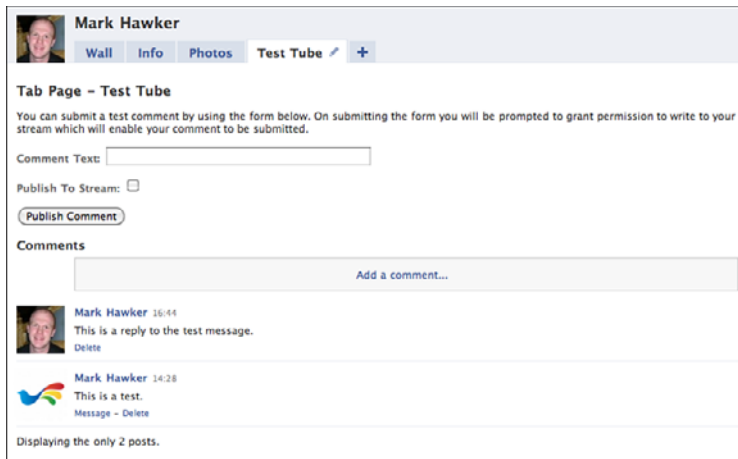 Mark Hawker
Wall Info Photos Test Tube +
Tab Page – Test Tube
You can submit a test comment by using the form below. On submitting the form you will be prompted to grant permission to write to your
stream which will enable your comment to be submitted.
Comment Text:
Publish To Stream:
Publish Comment
Comments
Add a comment...
Mark Hawker 16:44
This is a reply to the test message.
Delete
Mark Hawker 14:28
This is a test.
Message – Delete
Displaying the only 2 posts.